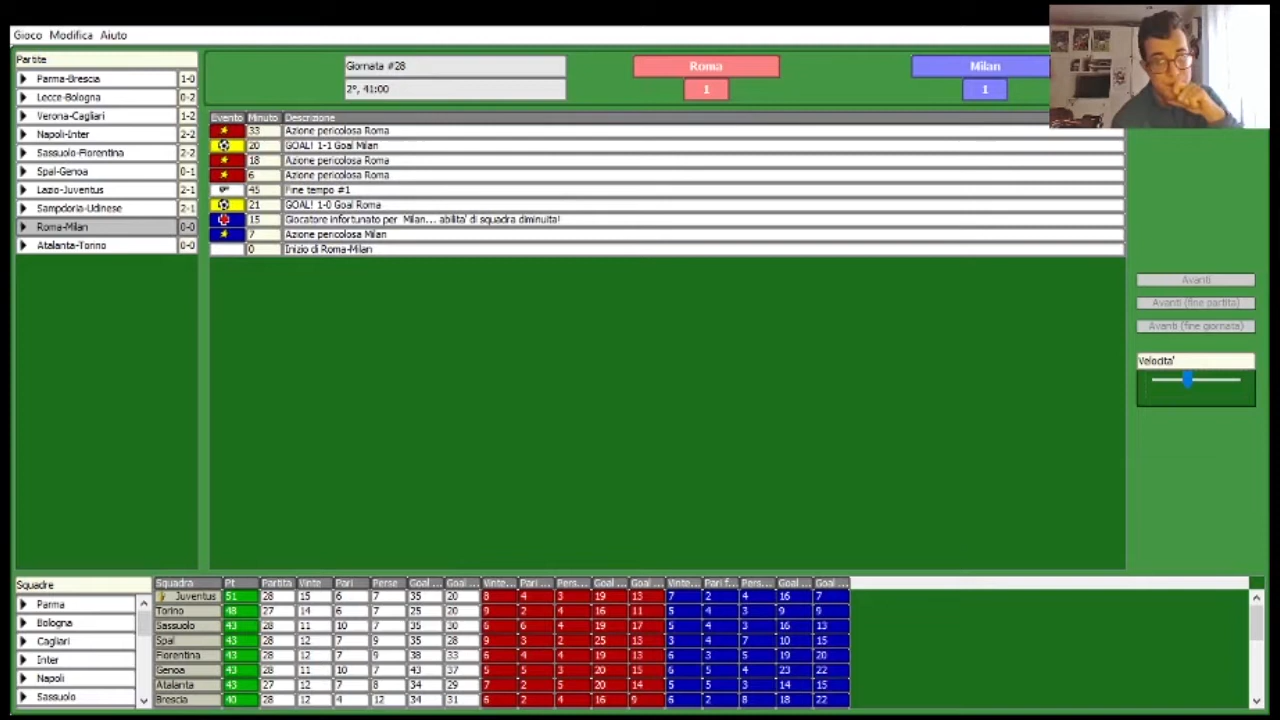 Gioco Modifica Aiuto
Partite
Parma-Brescia 1-0
Lecce-Bologna 0-2
Verona-Cagliari 1-2
Napoli-Inter 2-2
Sassuolo-Fiorentina 2-2
Spal-Genoa 0-1
Lazio-Juventus 2-1
Sampdoria-Udinese 2-1
Roma-Milan 0-0
Atalanta-Torino 0-0
Giornata #28
2°, 41:00
Roma
1
Milan
1
Evento Minuto Descrizione
33 Azione pericolosa Roma
20 GOAL! 1-1 Goal Milan
18 Azione pericolosa Roma
6 Azione pericolosa Roma
45 Fine tempo #1
21 GOAL! 1-0 Goal Roma
15 Giocatore infortunato per Milan... abilita' di squadra diminuita!
7 Azione pericolosa Milan
0 Inizio di Roma-Milan
Avanti
Avanti (fine partita)
Avanti (fine giornata)
Velocita'
Squadre
Parma
Bologna
Cagliari
Inter
Napoli
Sassuolo
Squadra Pt Partita Vinte Pari Perse Goal ... Goal ... Vinte... Pari ... Pers... Goal ... Goal ... Vinte... Pari f... Pers... Goal ... Goal ...
Juventus 51 28 15 6 7 35 20 8 4 3 19 13 7 2 4 16 7
Torino 48 27 14 6 7 25 20 9 2 4 16 11 5 4 3 9 9
Sassuolo 43 28 11 10 7 35 30 6 6 4 19 17 5 4 3 16 13
Spal 43 28 12 7 9 35 28 9 3 2 25 13 3 4 7 10 15
Fiorentina 43 28 12 7 9 38 33 6 4 4 19 13 6 3 5 19 20
Genoa 43 28 11 10 7 43 37 5 5 3 20 15 6 5 4 23 22
Atalanta 43 27 12 7 8 34 29 7 2 5 20 14 5 5 3 14 15
Brescia 40 28 12 4 12 34 31 6 2 4 16 9 6 2 8 18 22